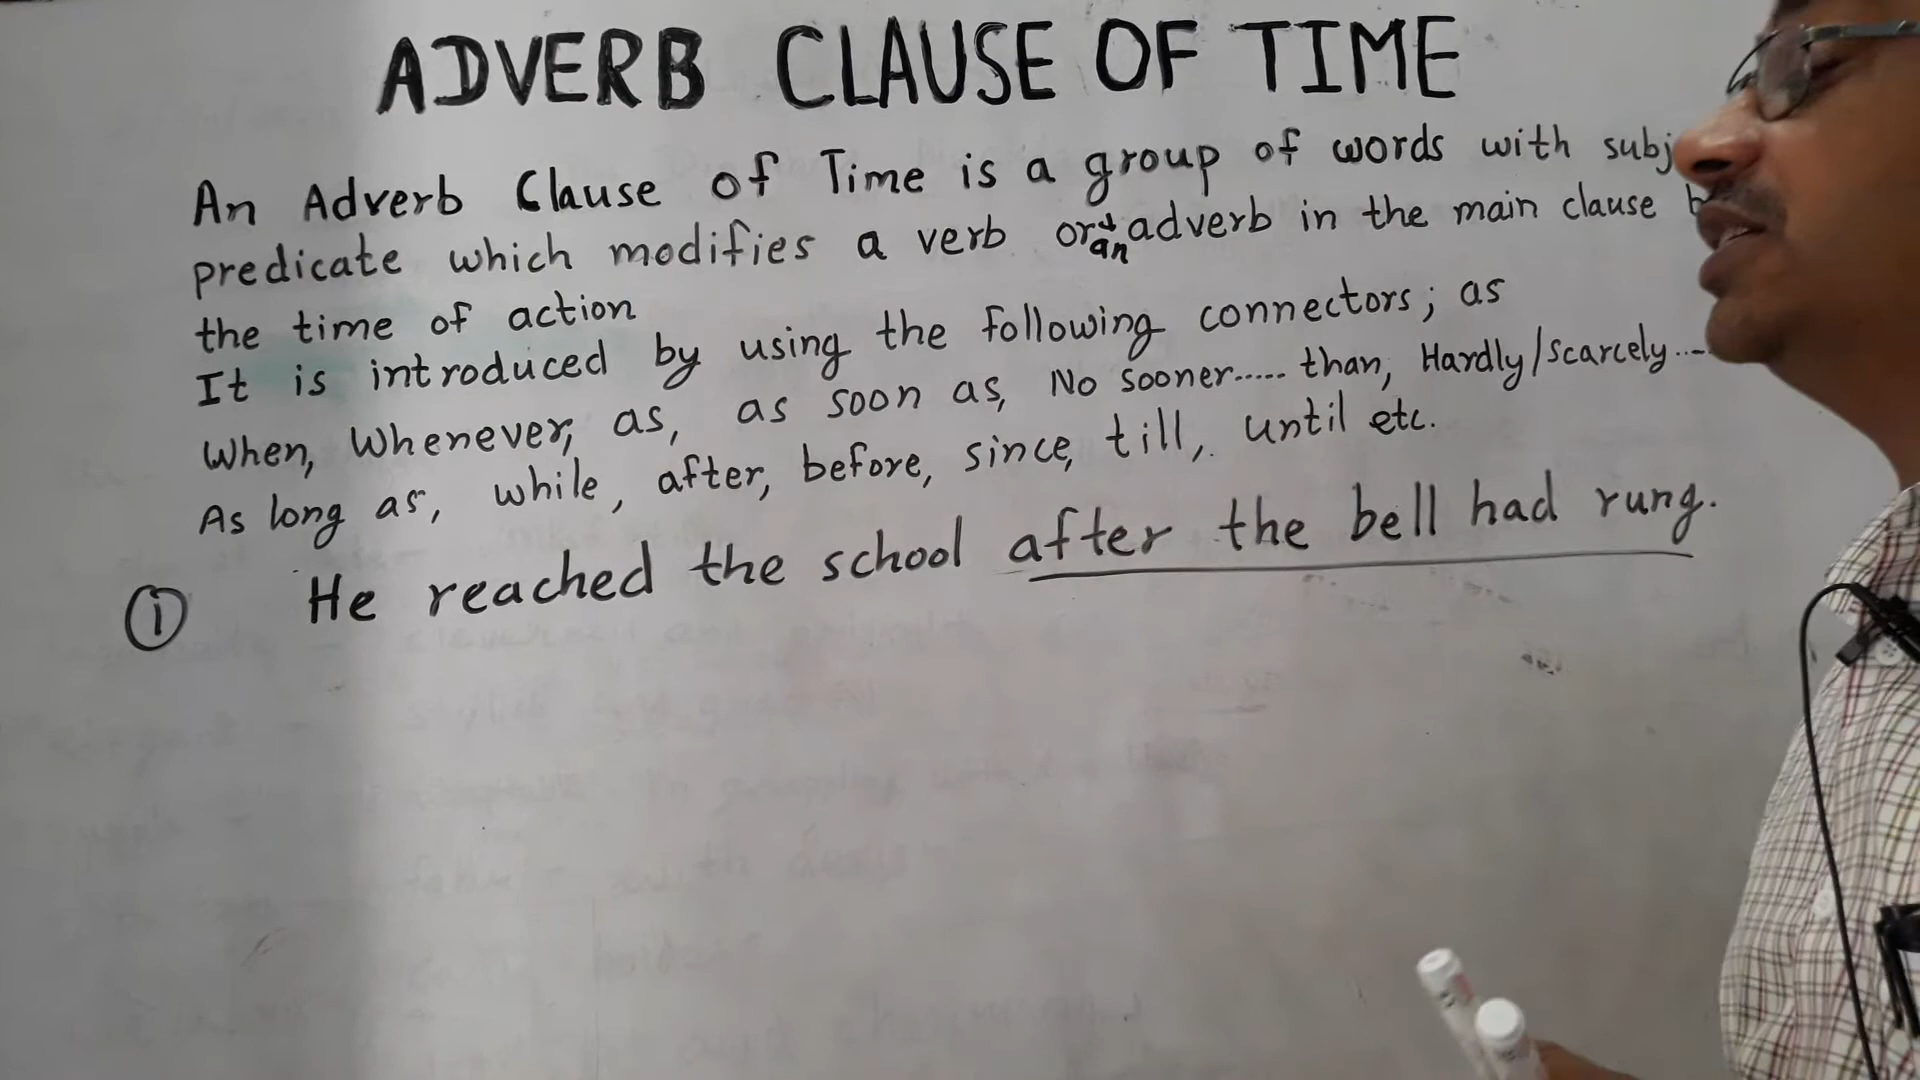 ADVERB CLAUSE OF TIME
An Adverb Clause of Time is a group of words with subj
predicate which modifies a verb or an adverb in the main clause b
the time of action
It is introduced by using the following connectors; as
When, Whenever, as, as soon as, No sooner..... than, Hardly/scarcely.....
As long as, while, after, before, since, till, until etc.
① He reached the school after the bell had rung.